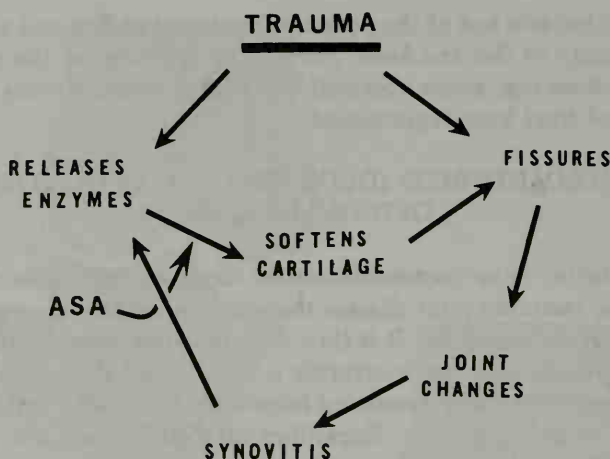 TRAUMA
RELEASES
ENZYMES
FISSURES
SOFTENS
CARTILAGE
ASA
JOINT
CHANGES
SYNOVITIS